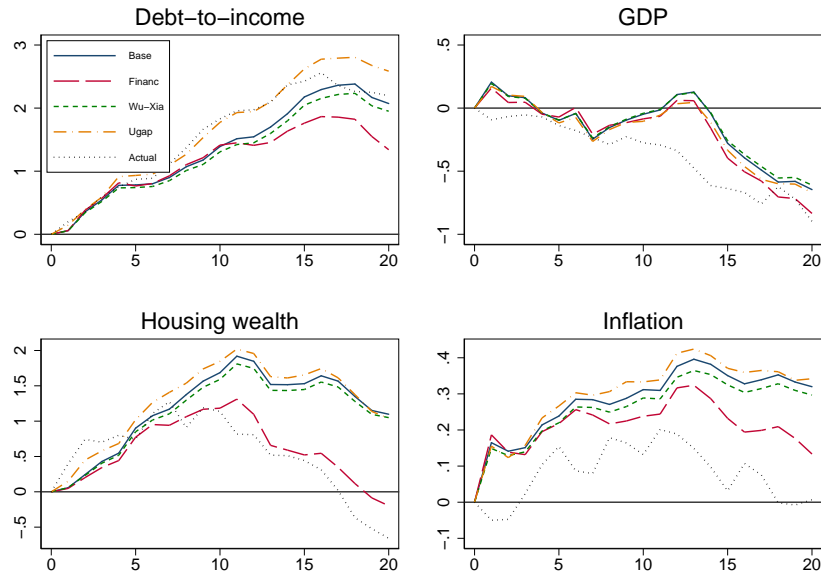 Debt−to−income
3
2
1
0
Base
Financ
Wu−Xia
Ugap
Actual
0 5 10 15 20
GDP
.5
0
−.5
−1
0 5 10 15 20
Housing wealth
2
1.5
1
.5
0
−.5
0 5 10 15 20
Inflation
.4
.3
.2
.1
0
−.1
0 5 10 15 20